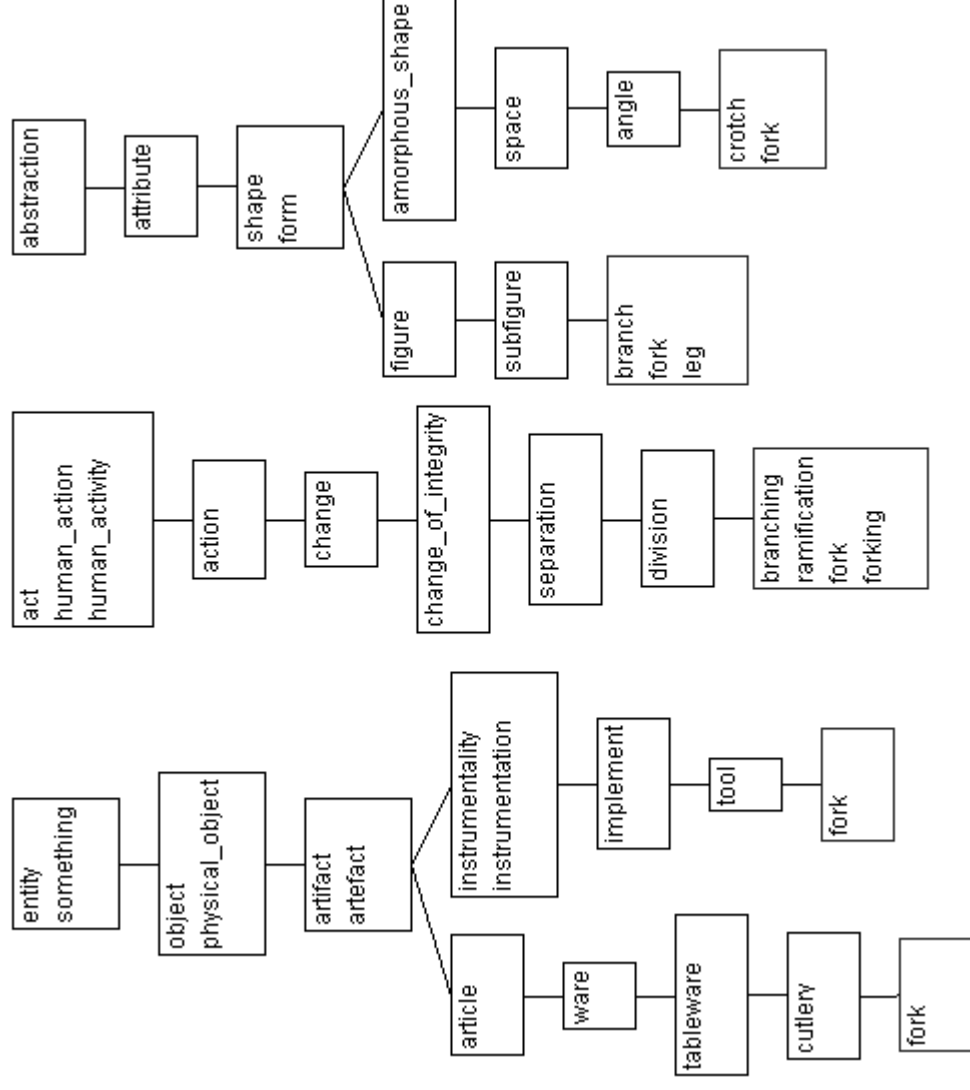 entity
something
object
physical_object
artifact
artefact
article
ware
tableware
cutlery
fork
instrumentality
instrumentation
implement
tool
fork
act
human_action
human_activity
action
change
change_of_integrity
separation
division
branching
ramification
fork
forking
abstraction
attribute
shape
form
figure
subfigure
branch
fork
leg
amorphous_shape
space
angle
crotch
fork